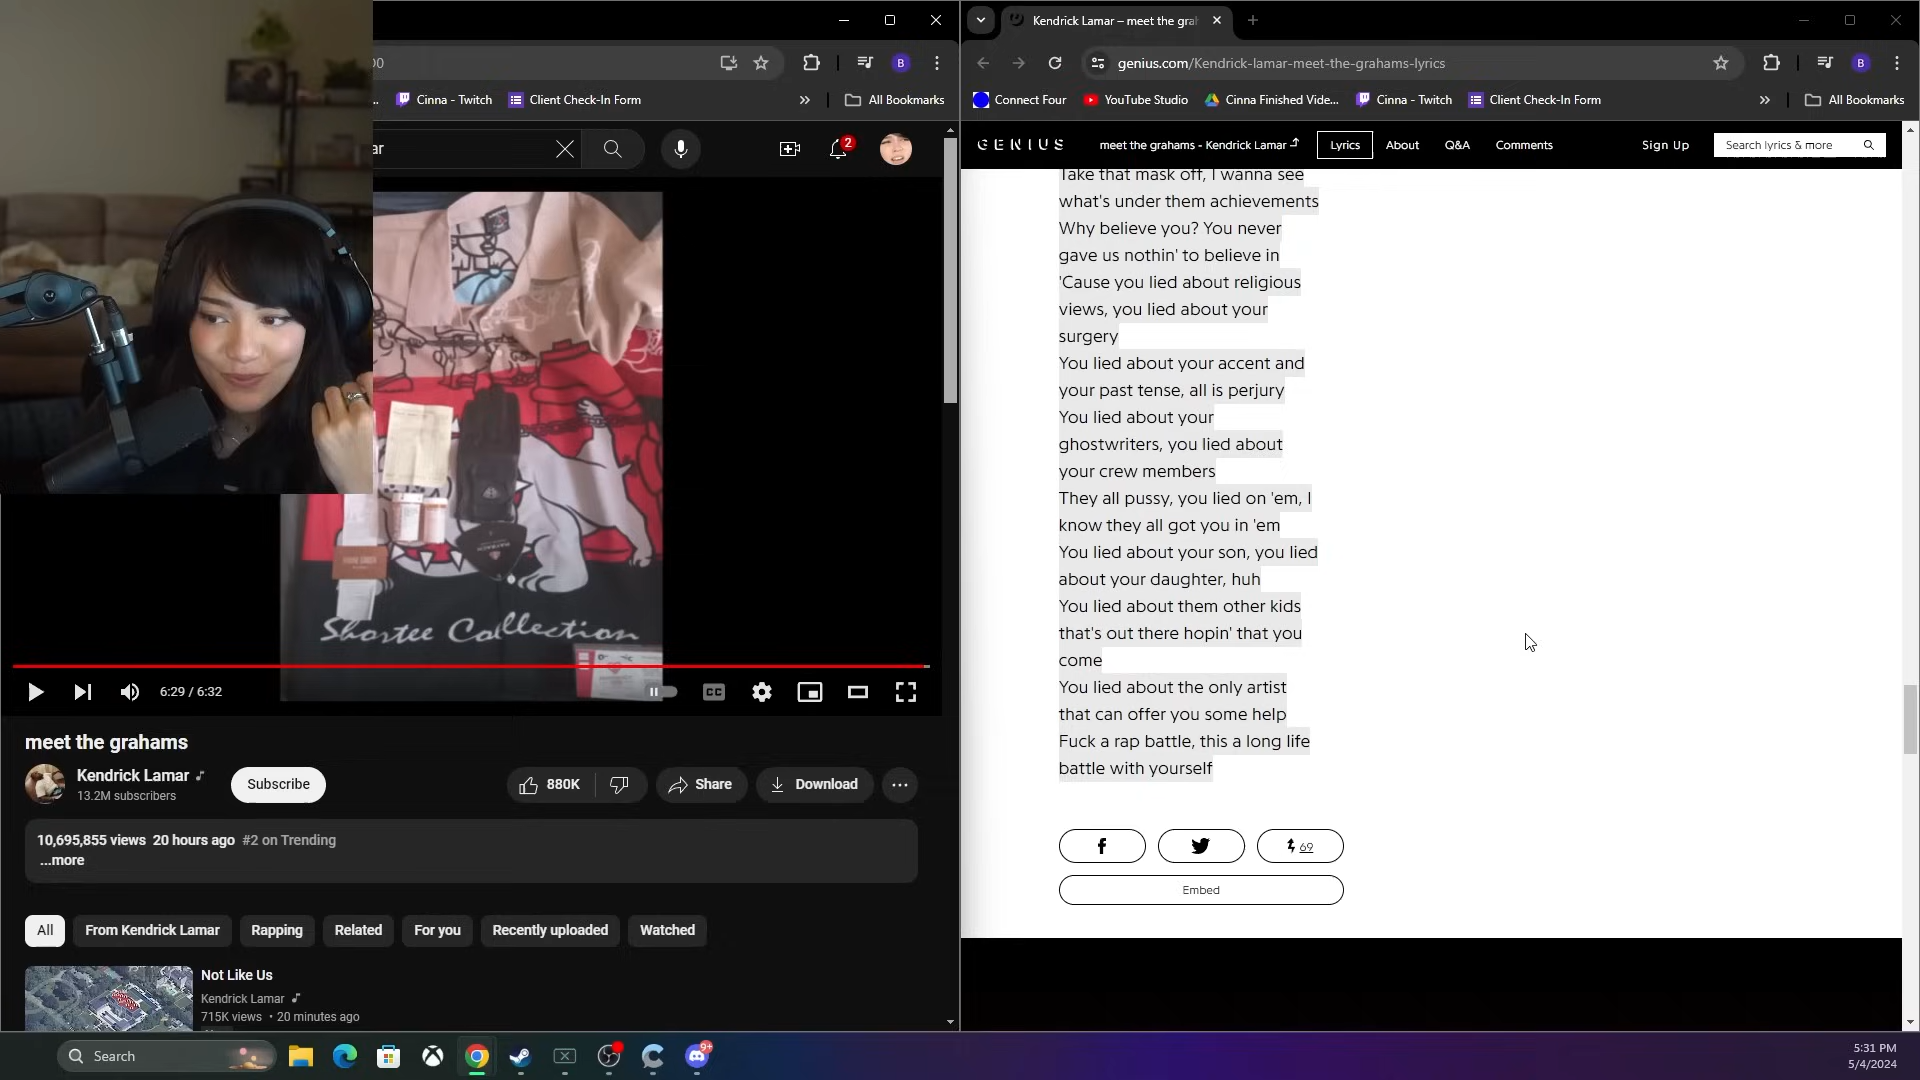 00
...
Cinna - Twitch
Client Check-In Form
All Bookmarks
ar
2
B
Shortee Collection
6:29 / 6:32
CC
meet the grahams
Kendrick Lamar
13.2M subscribers
Subscribe
880K
Share
Download
10,695,855 views 20 hours ago #2 on Trending
...more
All
From Kendrick Lamar
Rapping
Related
For you
Recently uploaded
Watched
Not Like Us
Kendrick Lamar
715K views • 20 minutes ago
Kendrick Lamar – meet the gra
genius.com/Kendrick-lamar-meet-the-grahams-lyrics
B
Connect Four
YouTube Studio
Cinna Finished Vide...
Cinna - Twitch
Client Check-In Form
All Bookmarks
GENIUS
meet the grahams - Kendrick Lamar
Lyrics
About
Q&A
Comments
Sign Up
Search lyrics & more
Take that mask off, I wanna see
what's under them achievements
Why believe you? You never
gave us nothin' to believe in
'Cause you lied about religious
views, you lied about your
surgery
You lied about your accent and
your past tense, all is perjury
You lied about your
ghostwriters, you lied about
your crew members
They all pussy, you lied on 'em, I
know they all got you in 'em
You lied about your son, you lied
about your daughter, huh
You lied about them other kids
that's out there hopin' that you
come
You lied about the only artist
that can offer you some help
Fuck a rap battle, this a long life
battle with yourself
69
Embed
Search
9+
5:31 PM
5/4/2024